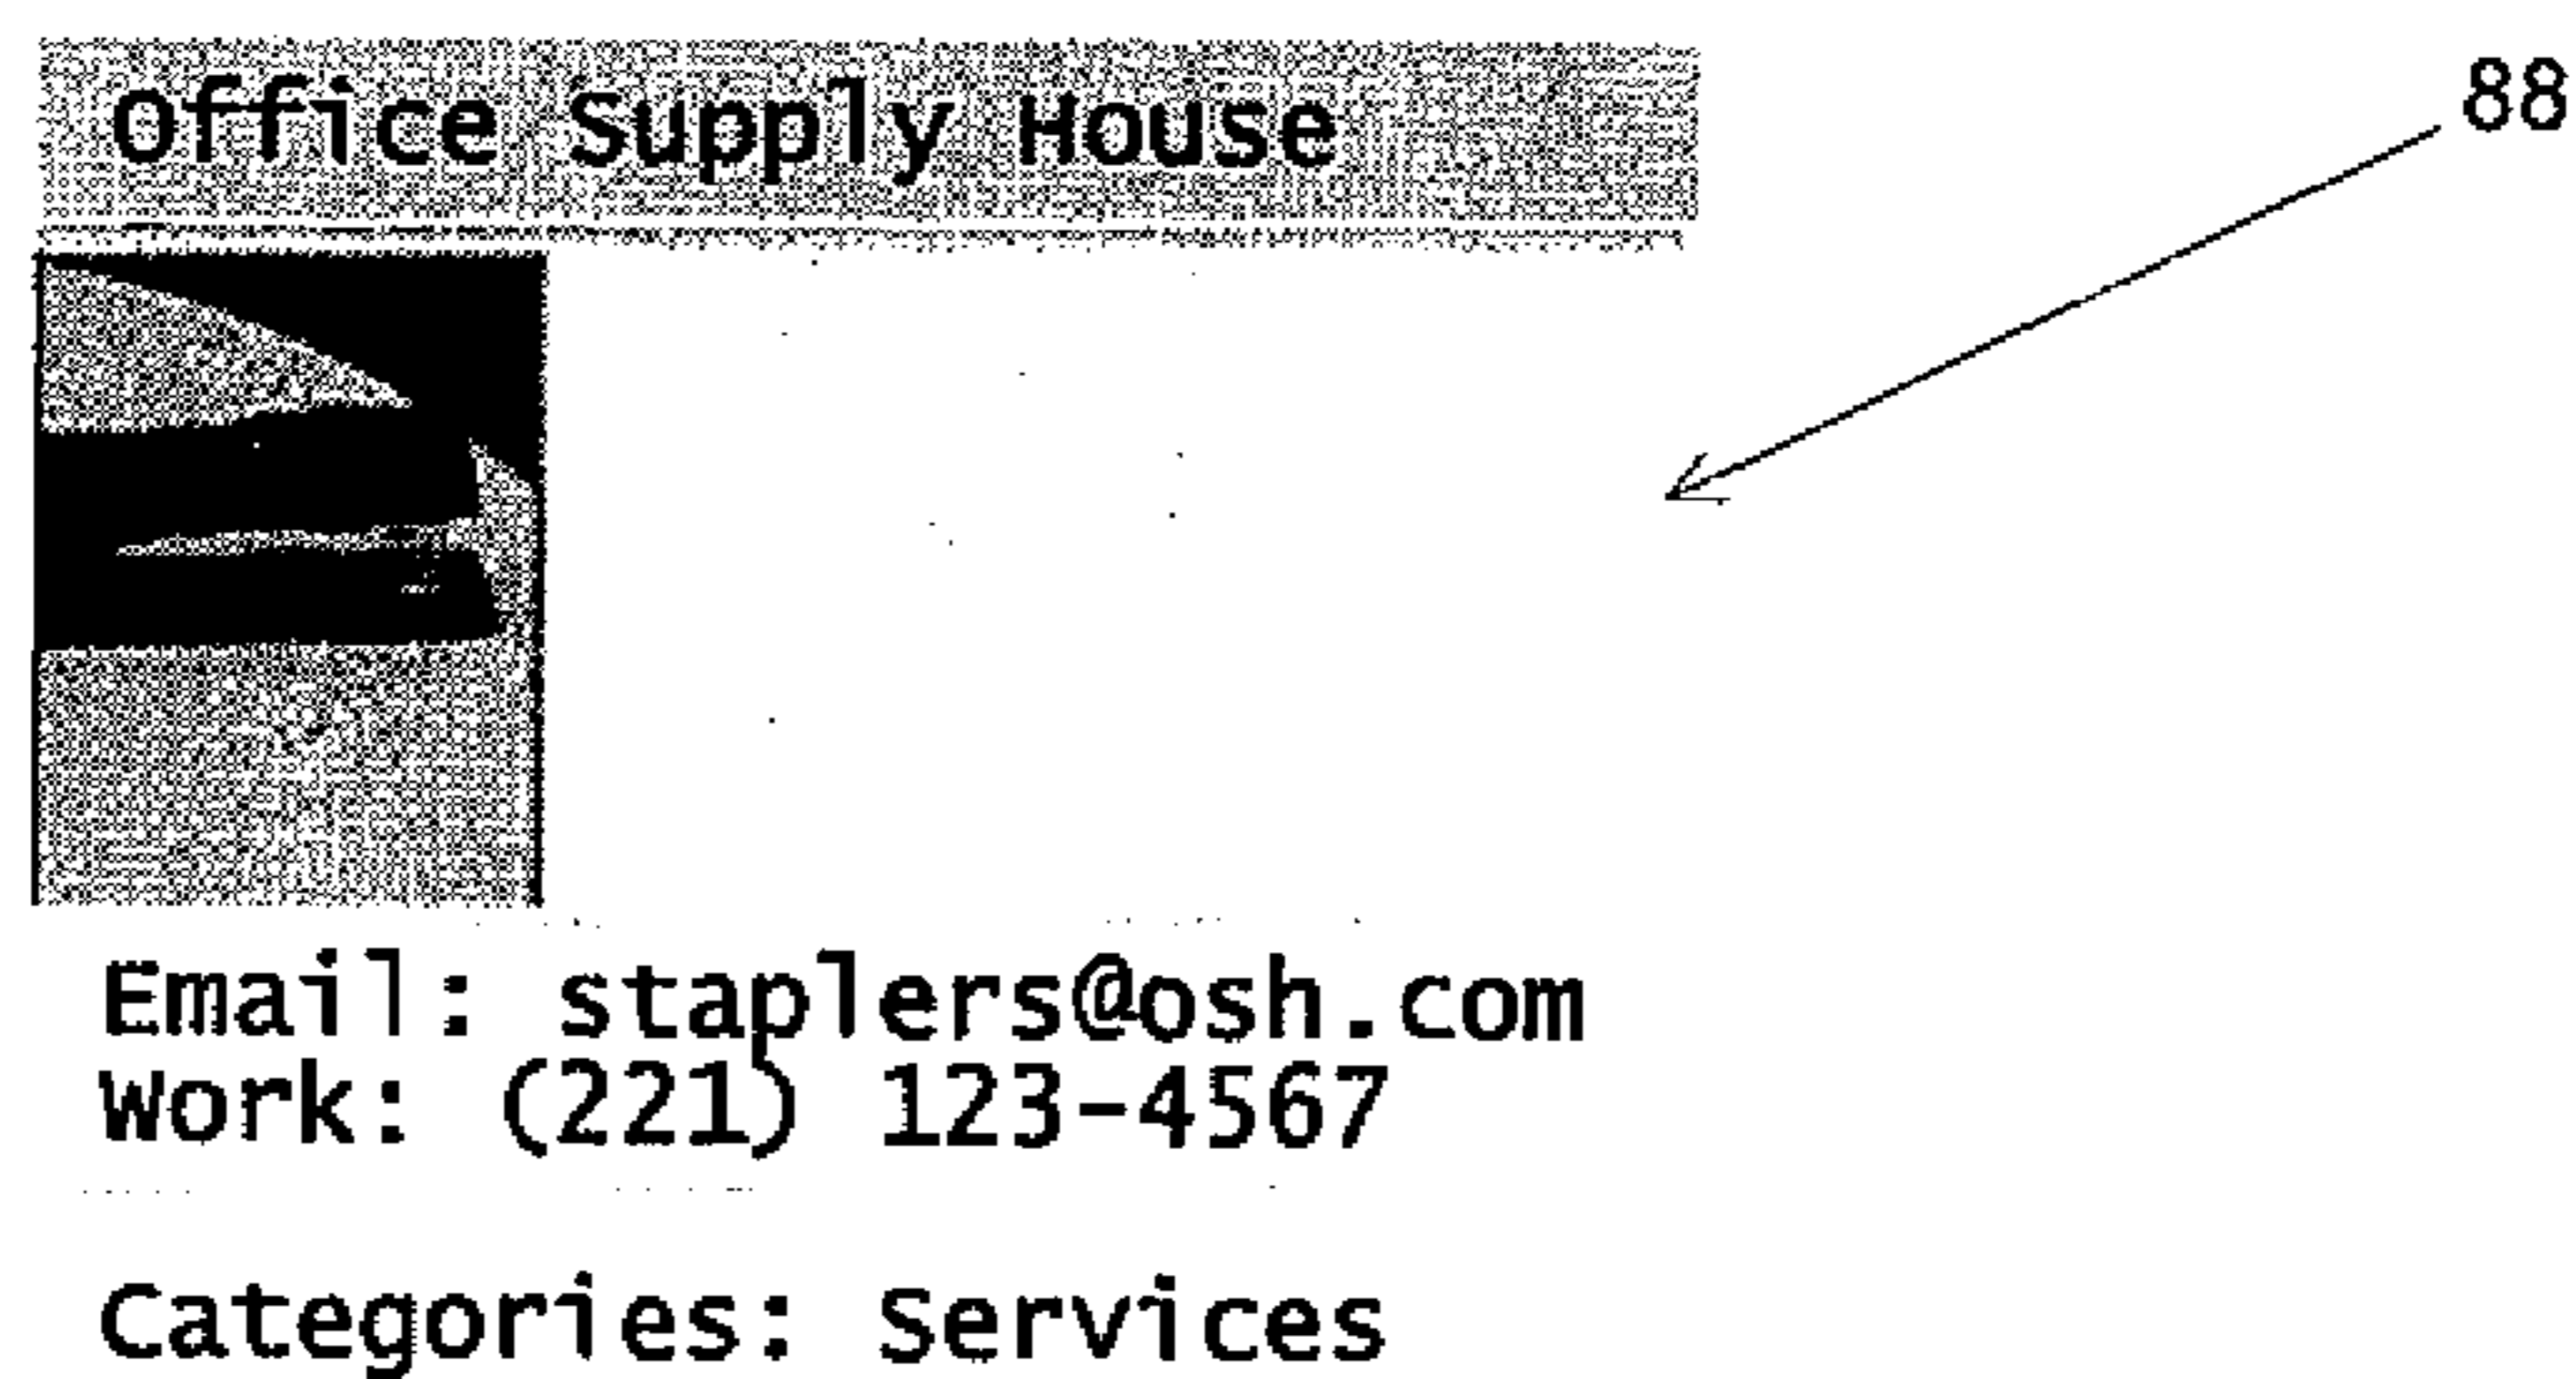 Office Supply House
88
Email: staplers@osh.com
Work: (221) 123-4567
Categories: Services